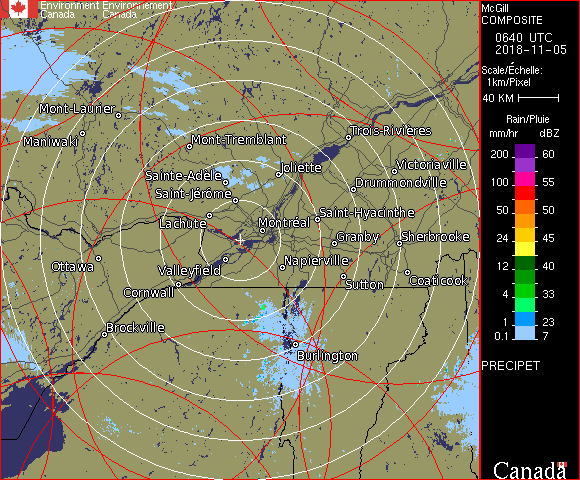 Environment Environnement
Canada Canada
McGill
COMPOSITE
0640 UTC
2018-11-05
Scale/Échelle:
1km/Pixel
40 KM
Rain/Pluie
mm/hr dBZ
200 60
100 55
50 50
24 45
12 40
4 33
1 23
0.1 7
PRECIPET
Canada
Mont-Laurier
Maniwaki
Mont-Tremblant
Trois-Rivières
Sainte-Adèle
Joliette
Victoriaville
Saint-Jérôme
Drummondville
Lachute
Montréal
Saint-Hyacinthe
Granby
Sherbrooke
Ottawa
Valleyfield
Napierville
Cornwall
Sutton
Coaticook
Brockville
Burlington